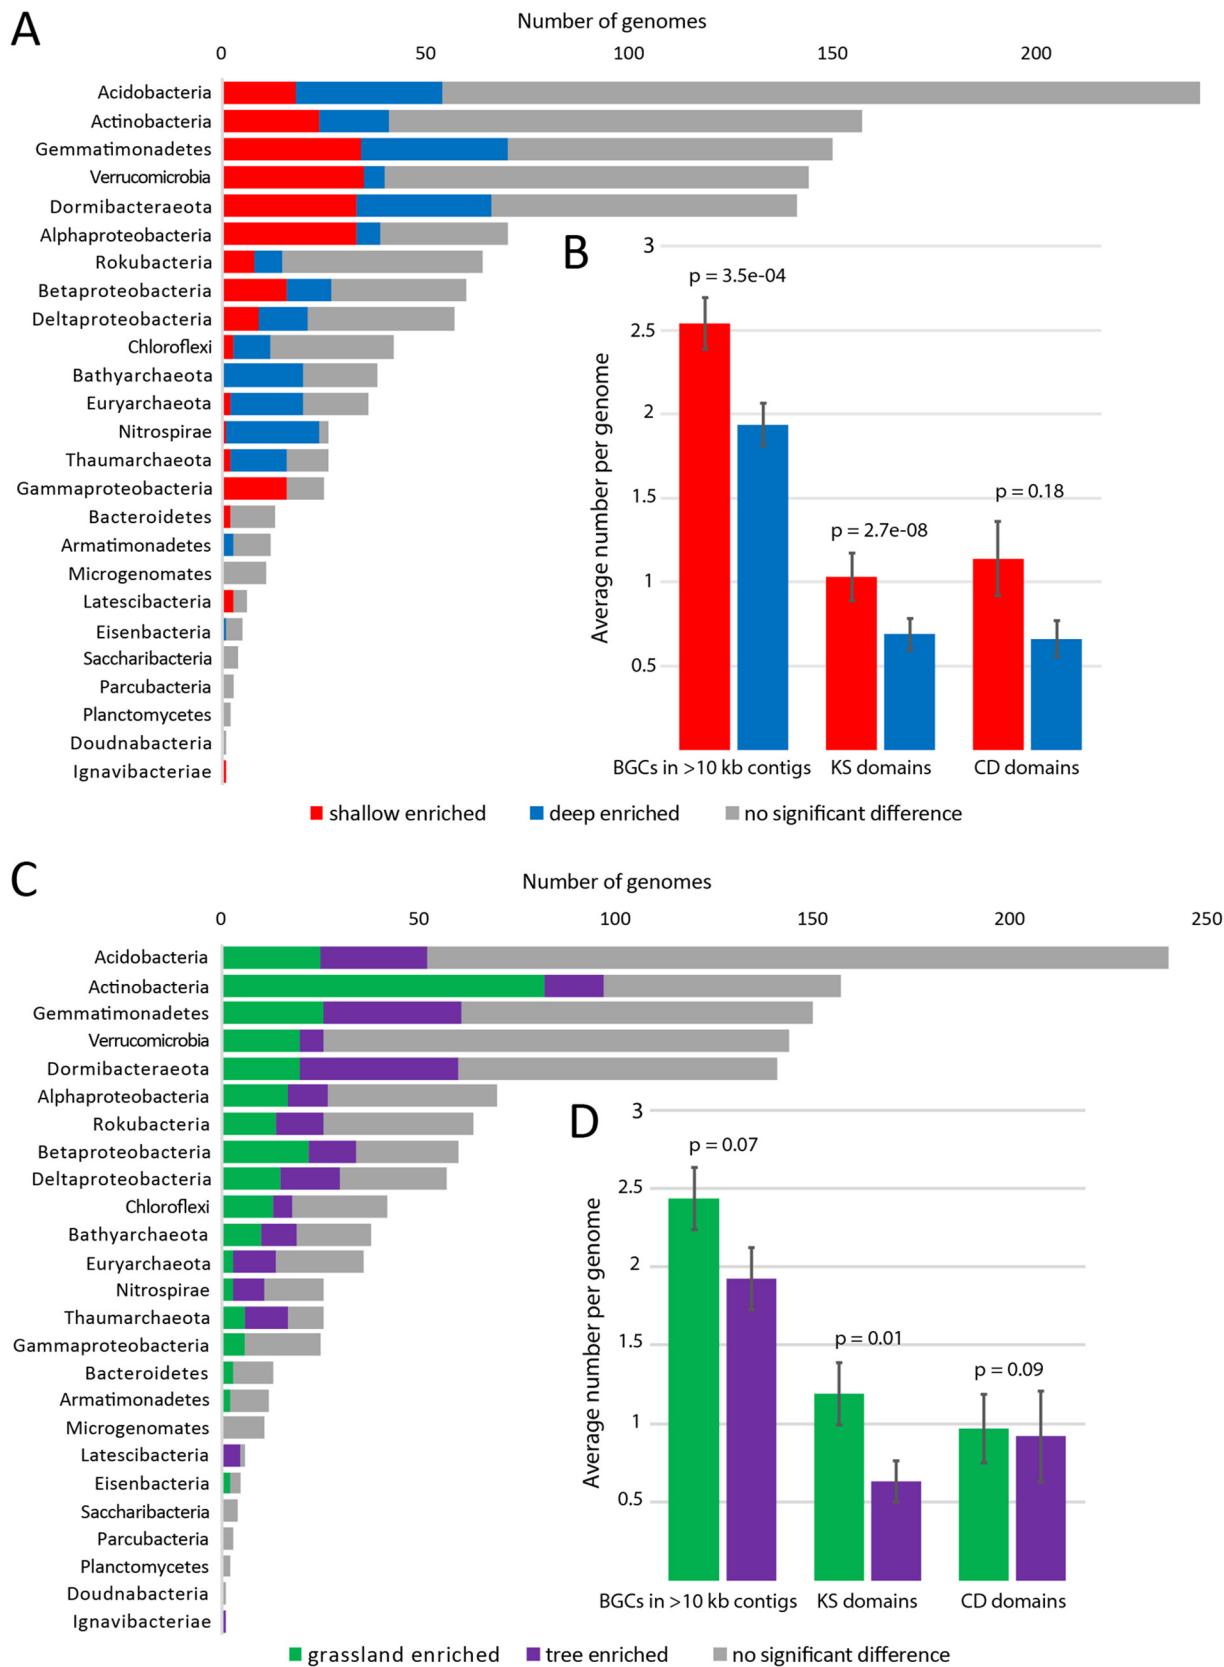 A
Number of genomes
0 50 100 150 200
Acidobacteria
Actinobacteria
Gemmatimonadetes
Verrucomicrobia
Dormibacteraeota
Alphaproteobacteria
Rokubacteria
Betaproteobacteria
Deltaproteobacteria
Chloroflexi
Bathyarchaeota
Euryarchaeota
Nitrospirae
Thaumarchaeota
Gammaproteobacteria
Bacteroidetes
Armatimonadetes
Microgenomates
Latescibacteria
Eisenbacteria
Saccharibacteria
Parcubacteria
Planctomycetes
Doudnabacteria
Ignavibacteriae
B
Average number per genome
3
2.5
2
1.5
1
0.5
p = 3.5e-04
p = 2.7e-08
p = 0.18
BGCs in >10 kb contigs KS domains CD domains
shallow enriched deep enriched no significant difference
C
Number of genomes
0 50 100 150 200 250
Acidobacteria
Actinobacteria
Gemmatimonadetes
Verrucomicrobia
Dormibacteraeota
Alphaproteobacteria
Rokubacteria
Betaproteobacteria
Deltaproteobacteria
Chloroflexi
Bathyarchaeota
Euryarchaeota
Nitrospirae
Thaumarchaeota
Gammaproteobacteria
Bacteroidetes
Armatimonadetes
Microgenomates
Latescibacteria
Eisenbacteria
Saccharibacteria
Parcubacteria
Planctomycetes
Doudnabacteria
Ignavibacteriae
D
Average number per genome
3
2.5
2
1.5
1
0.5
p = 0.07
p = 0.01
p = 0.09
BGCs in >10 kb contigs KS domains CD domains
grassland enriched tree enriched no significant difference